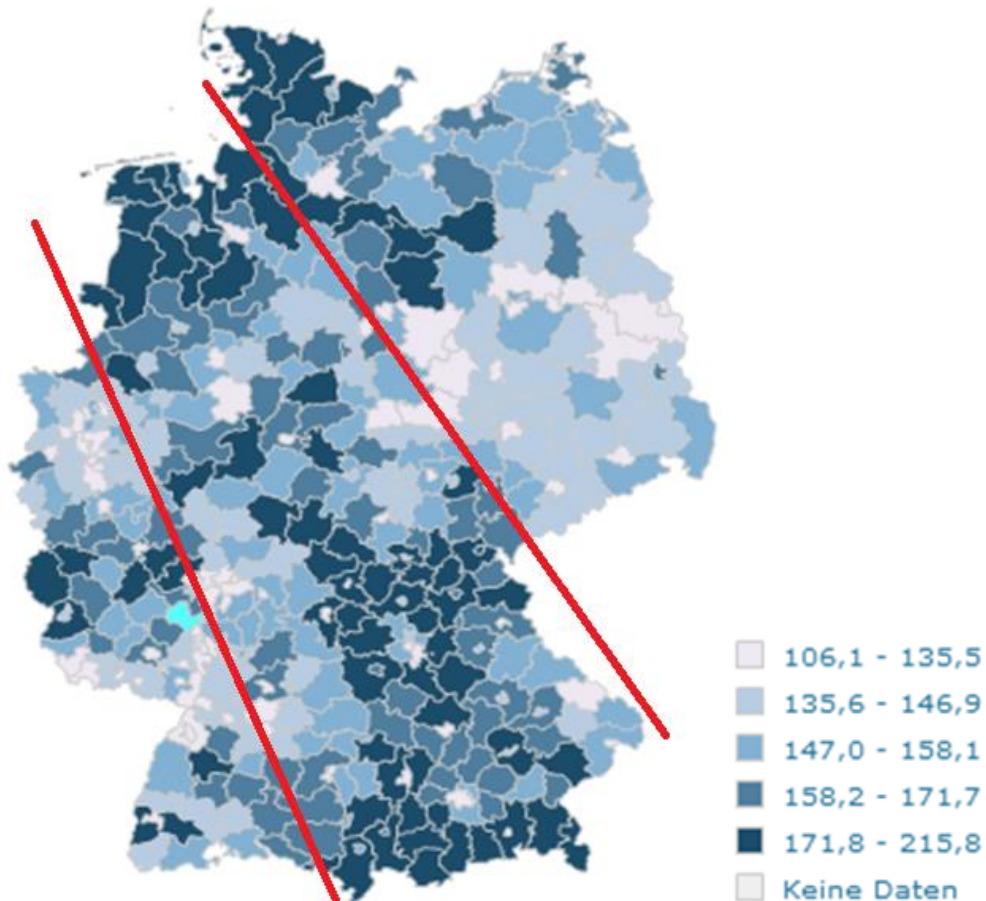 106,1 - 135,5
135,6 - 146,9
147,0 - 158,1
158,2 - 171,7
171,8 - 215,8
Keine Daten